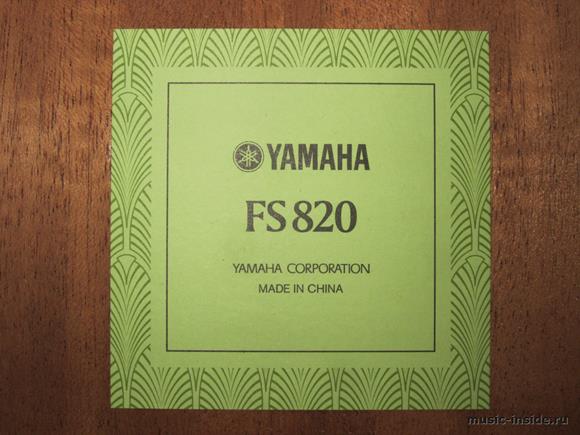 YAMAHA
FS 820
YAMAHA CORPORATION
MADE IN CHINA
music-inside.ru